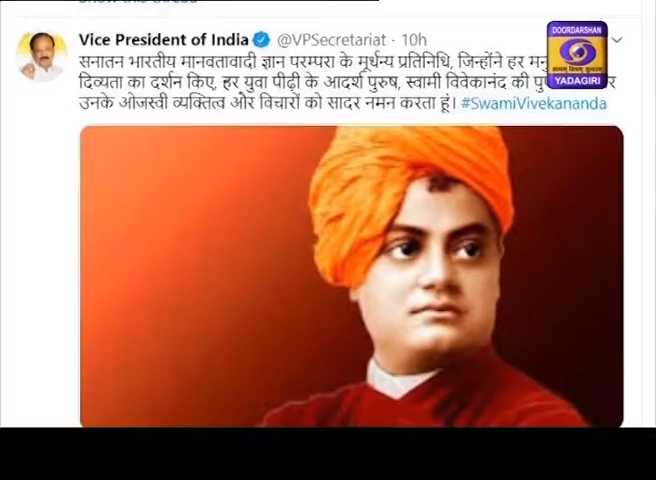 Vice President of India @VPSecretariat · 10h
सनातन भारतीय मानवतावादी ज्ञान परम्परा के मूर्धन्य प्रतिनिधि, जिन्होंने हर
दिव्यता का दर्शन किए, हर युवा पीढ़ी के आदर्श पुरुष, स्वामी विवेकानंद की
उनके ओजस्वी व्यक्तित्व और विचारों को सादर नमन करता हूं। #SwamiVivekananda
DOORDARSHAN
YADAGIRI